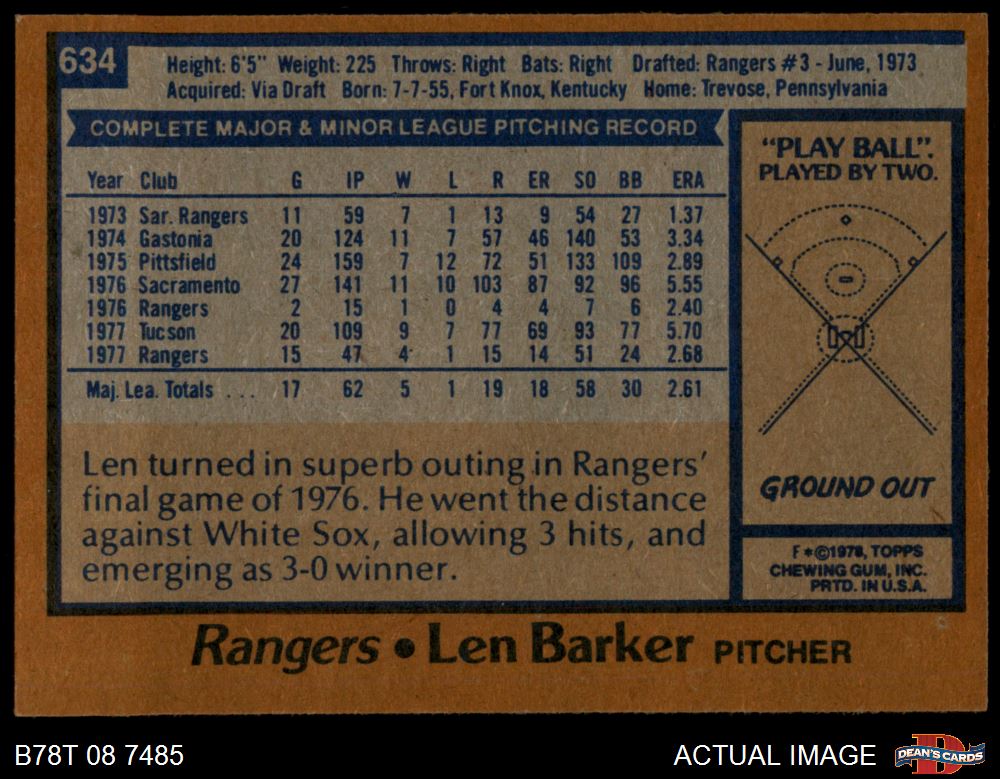 634
Height: 6'5" Weight: 225 Throws: Right Bats: Right Drafted: Rangers #3 - June, 1973
Acquired: Via Draft Born: 7-7-55, Fort Knox, Kentucky Home: Trevose, Pennsylvania
COMPLETE MAJOR & MINOR LEAGUE PITCHING RECORD
Year Club G IP W L R ER SO BB ERA
1973 Sar. Rangers 11 59 7 1 13 9 54 27 1.37
1974 Gastonia 20 124 11 7 57 46 140 53 3.34
1975 Pittsfield 24 159 7 12 72 51 133 109 2.89
1976 Sacramento 27 141 11 10 103 87 92 96 5.55
1976 Rangers 2 15 1 0 4 4 7 6 2.40
1977 Tucson 20 109 9 7 77 69 93 77 5.70
1977 Rangers 15 47 4 1 15 14 51 24 2.68
Maj. Lea. Totals . . . 17 62 5 1 19 18 58 30 2.61
Len turned in superb outing in Rangers'
final game of 1976. He went the distance
against White Sox, allowing 3 hits, and
emerging as 3-0 winner.
"PLAY BALL".
PLAYED BY TWO.
GROUND OUT
F*©1978, TOPPS
CHEWING GUM, INC.
PRTD. IN U.S.A.
Rangers • Len Barker PITCHER
B78T 08 7485
ACTUAL IMAGE
DEAN'S CARDS